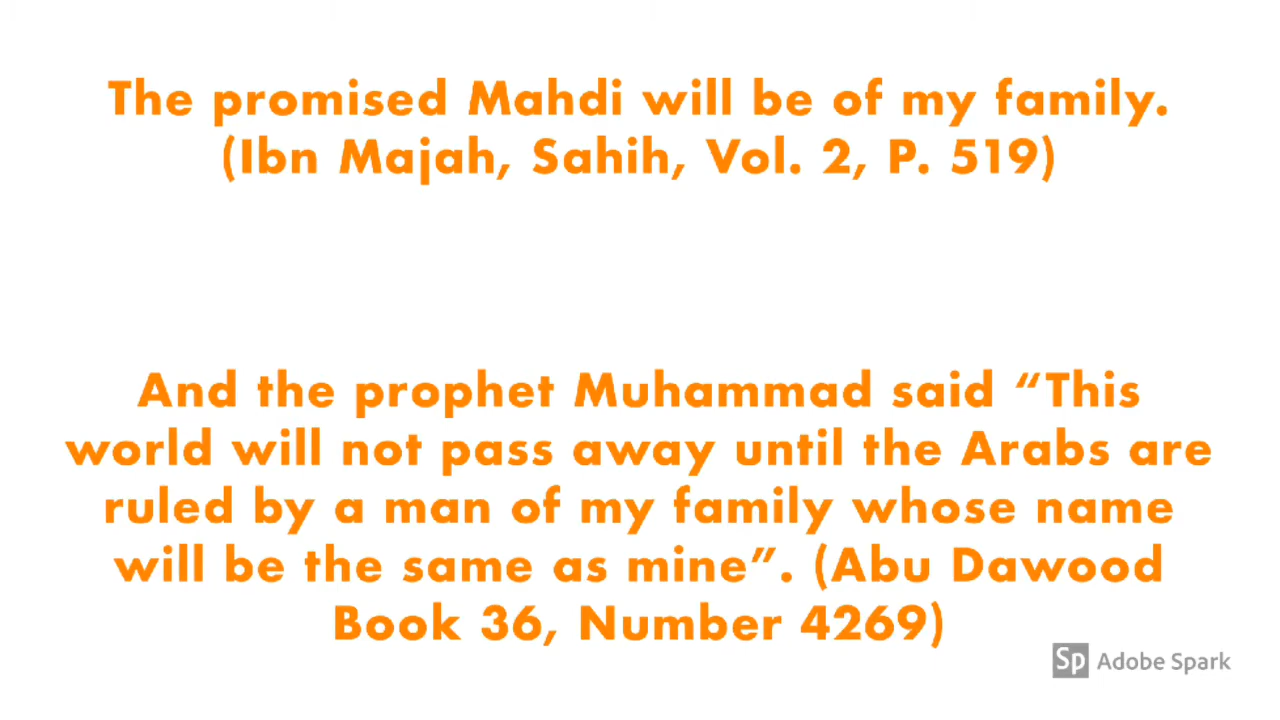 The promised Mahdi will be of my family.
(Ibn Majah, Sahih, Vol. 2, P. 519)
And the prophet Muhammad said “This
world will not pass away until the Arabs are
ruled by a man of my family whose name
will be the same as mine”. (Abu Dawood
Book 36, Number 4269)
Sp Adobe Spark